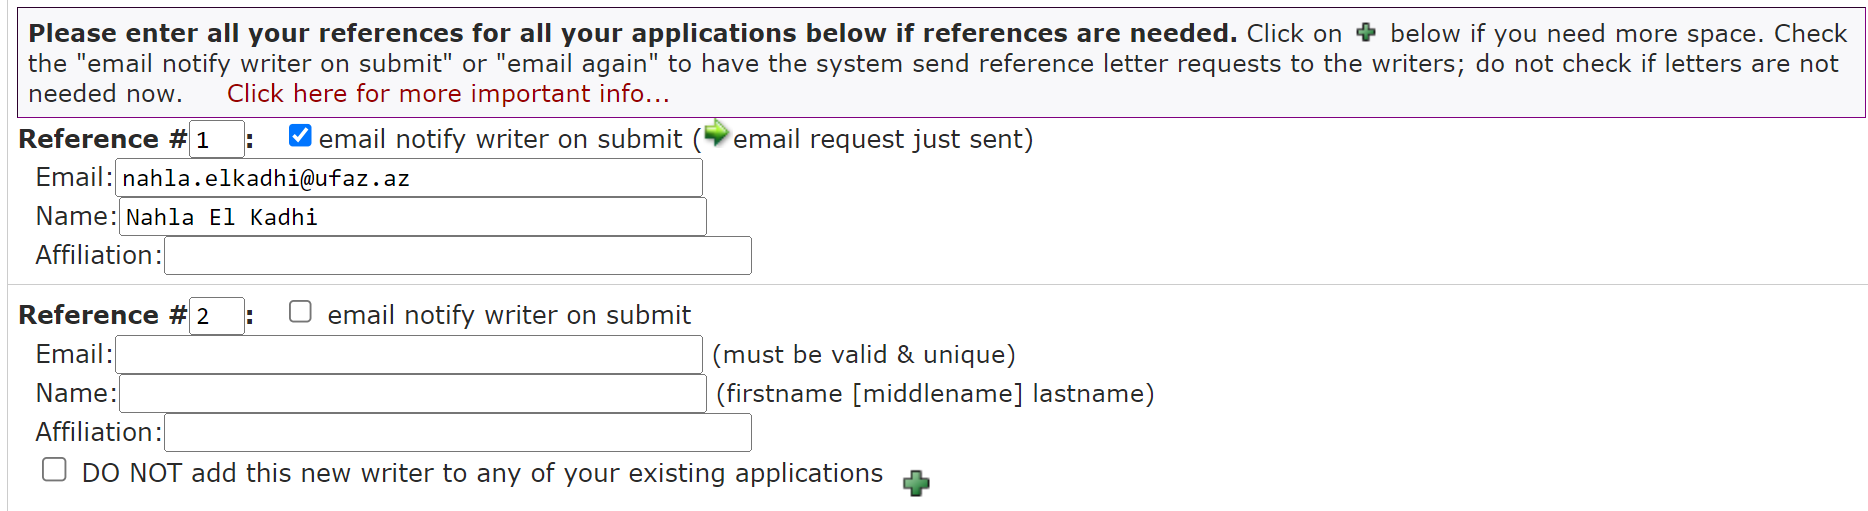 Please enter all your references for all your applications below if references are needed. Click on below if you need more space. Check
the "email notify writer on submit" or "email again" to have the system send reference letter requests to the writers; do not check if letters are not
needed now. Click here for more important info...
Reference #1: email notify writer on submit (email request just sent)
Email: nahla.elkadhi@ufaz.az
Name: Nahla El Kadhi
Affiliation:
Reference #2: email notify writer on submit
Email: (must be valid & unique)
Name: (firstname [middlename] lastname)
Affiliation:
DO NOT add this new writer to any of your existing applications